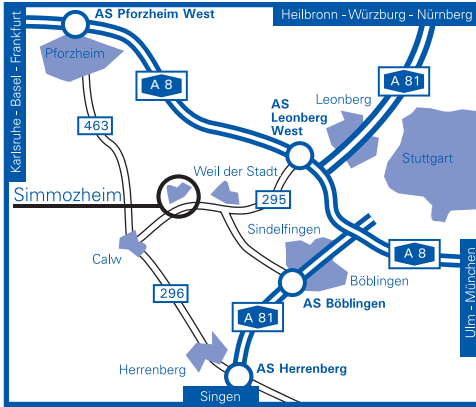 AS Pforzheim West
Heilbronn - Würzburg - Nürnberg
Karlsruhe - Basel - Frankfurt
Pforzheim
A 8
A 81
AS
Leonberg
West
Leonberg
463
Stuttgart
Weil der Stadt
Simmozheim
295
Sindelfingen
Calw
A 8
Böblingen
296
AS Böblingen
A 81
Ulm - München
Herrenberg
AS Herrenberg
Singen